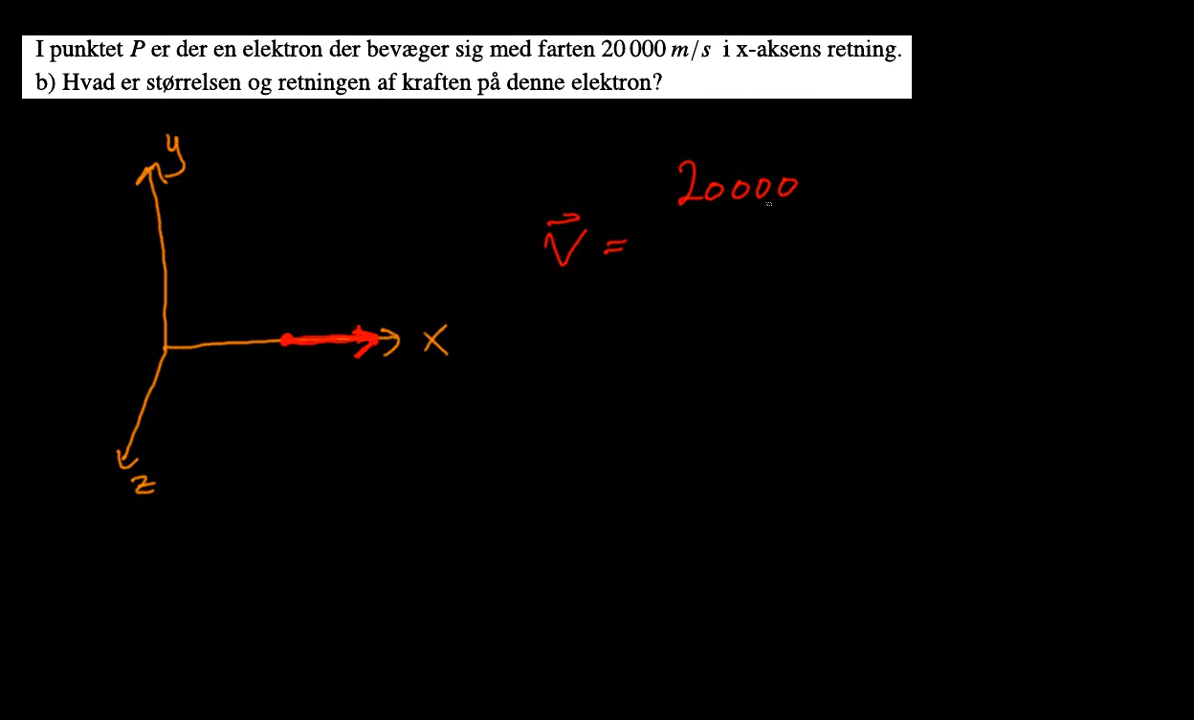 I punktet P er der en elektron der bevæger sig med farten 20 000 m/s i x-aksens retning.
b) Hvad er størrelsen og retningen af kraften på denne elektron?
y
20000
V⃗ =
X
z